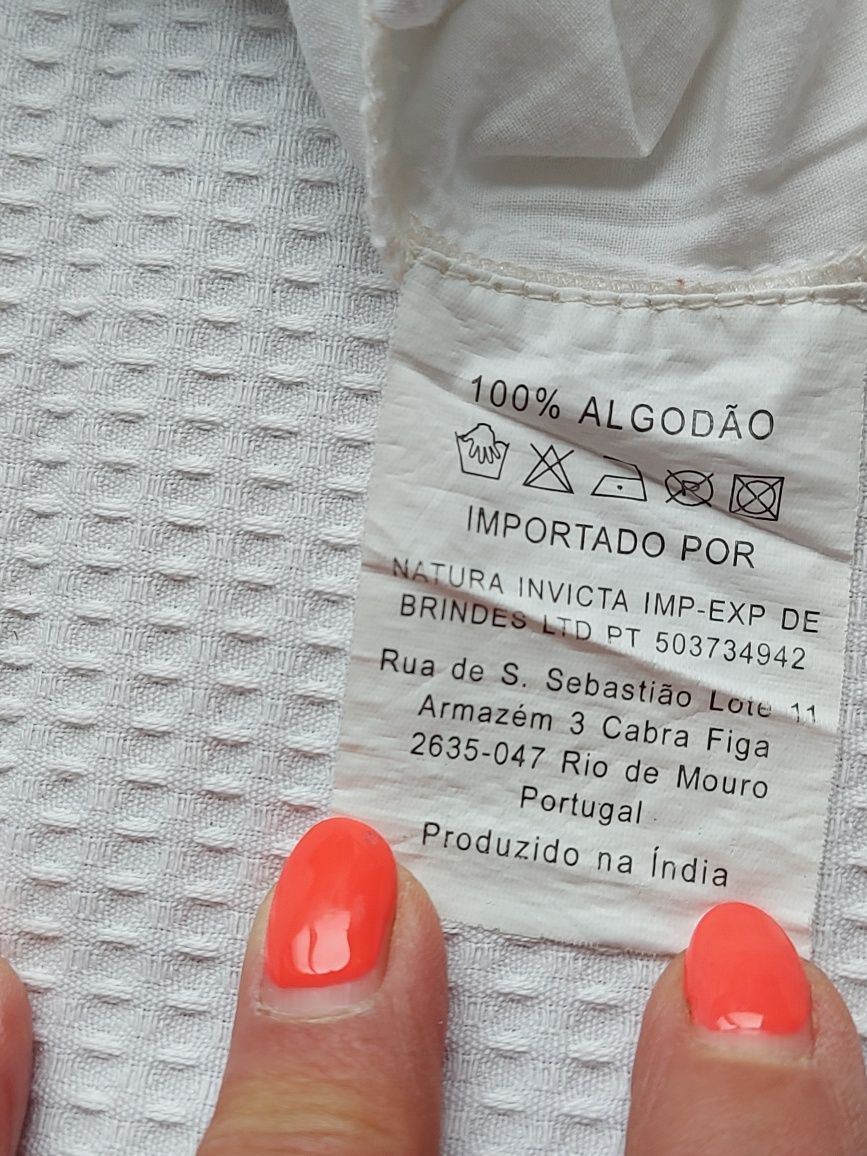 100% ALGODÃO
P
IMPORTADO POR
NATURA INVICTA IMP-EXP DE
BRINDES LTD PT 503734942
Rua de S. Sebastião Lote 11
Armazém 3 Cabra Figa
2635-047 Rio de Mouro
Portugal
Produzido na Índia